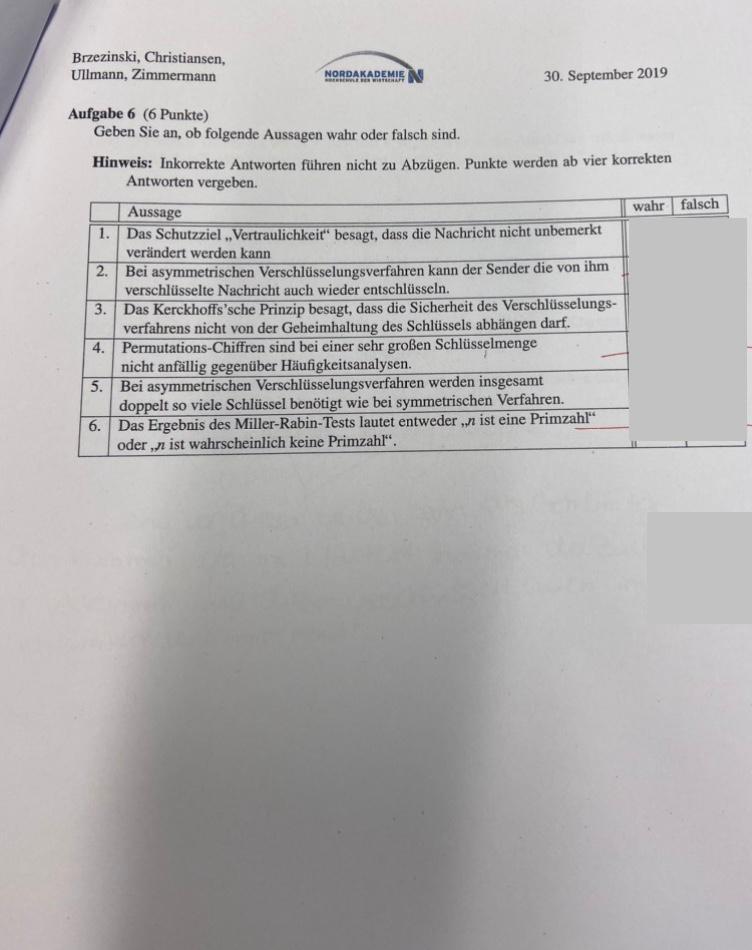 Brzezinski, Christiansen,
Ullmann, Zimmermann
NORDAKADEMIE N
HOCHSCHULE DER WIRTSCHAFT
30. September 2019
Aufgabe 6 (6 Punkte)
Geben Sie an, ob folgende Aussagen wahr oder falsch sind.
Hinweis: Inkorrekte Antworten führen nicht zu Abzügen. Punkte werden ab vier korrekten
Antworten vergeben.
Aussage wahr falsch
1. Das Schutzziel „Vertraulichkeit“ besagt, dass die Nachricht nicht unbemerkt
verändert werden kann
2. Bei asymmetrischen Verschlüsselungsverfahren kann der Sender die von ihm
verschlüsselte Nachricht auch wieder entschlüsseln.
3. Das Kerckhoffs'sche Prinzip besagt, dass die Sicherheit des Verschlüsselungs-
verfahrens nicht von der Geheimhaltung des Schlüssels abhängen darf.
4. Permutations-Chiffren sind bei einer sehr großen Schlüsselmenge
nicht anfällig gegenüber Häufigkeitsanalysen.
5. Bei asymmetrischen Verschlüsselungsverfahren werden insgesamt
doppelt so viele Schlüssel benötigt wie bei symmetrischen Verfahren.
6. Das Ergebnis des Miller-Rabin-Tests lautet entweder „n ist eine Primzahl“
oder „n ist wahrscheinlich keine Primzahl“.